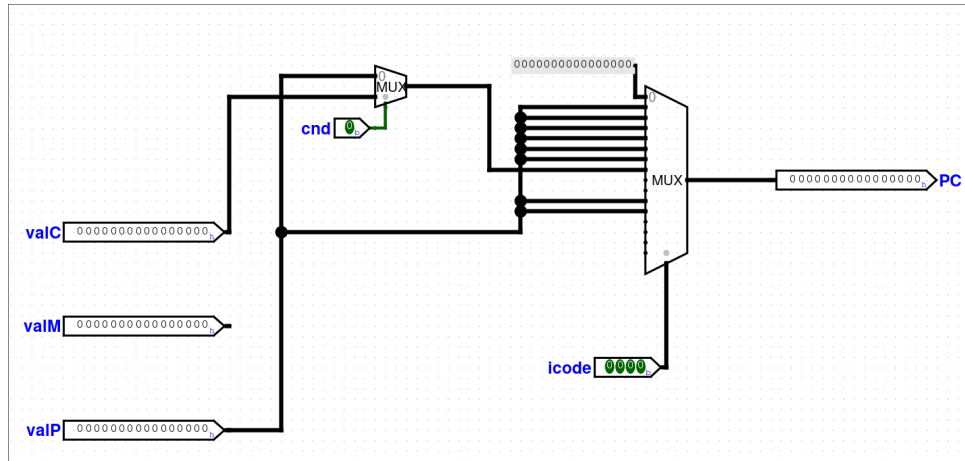 0000000000000000
0
MUX
cnd 0 b
0
MUX
0000000000000000 h PC
valC 0000000000000000 h
valM 0000000000000000 h
icode 0000 b
valP 0000000000000000 h